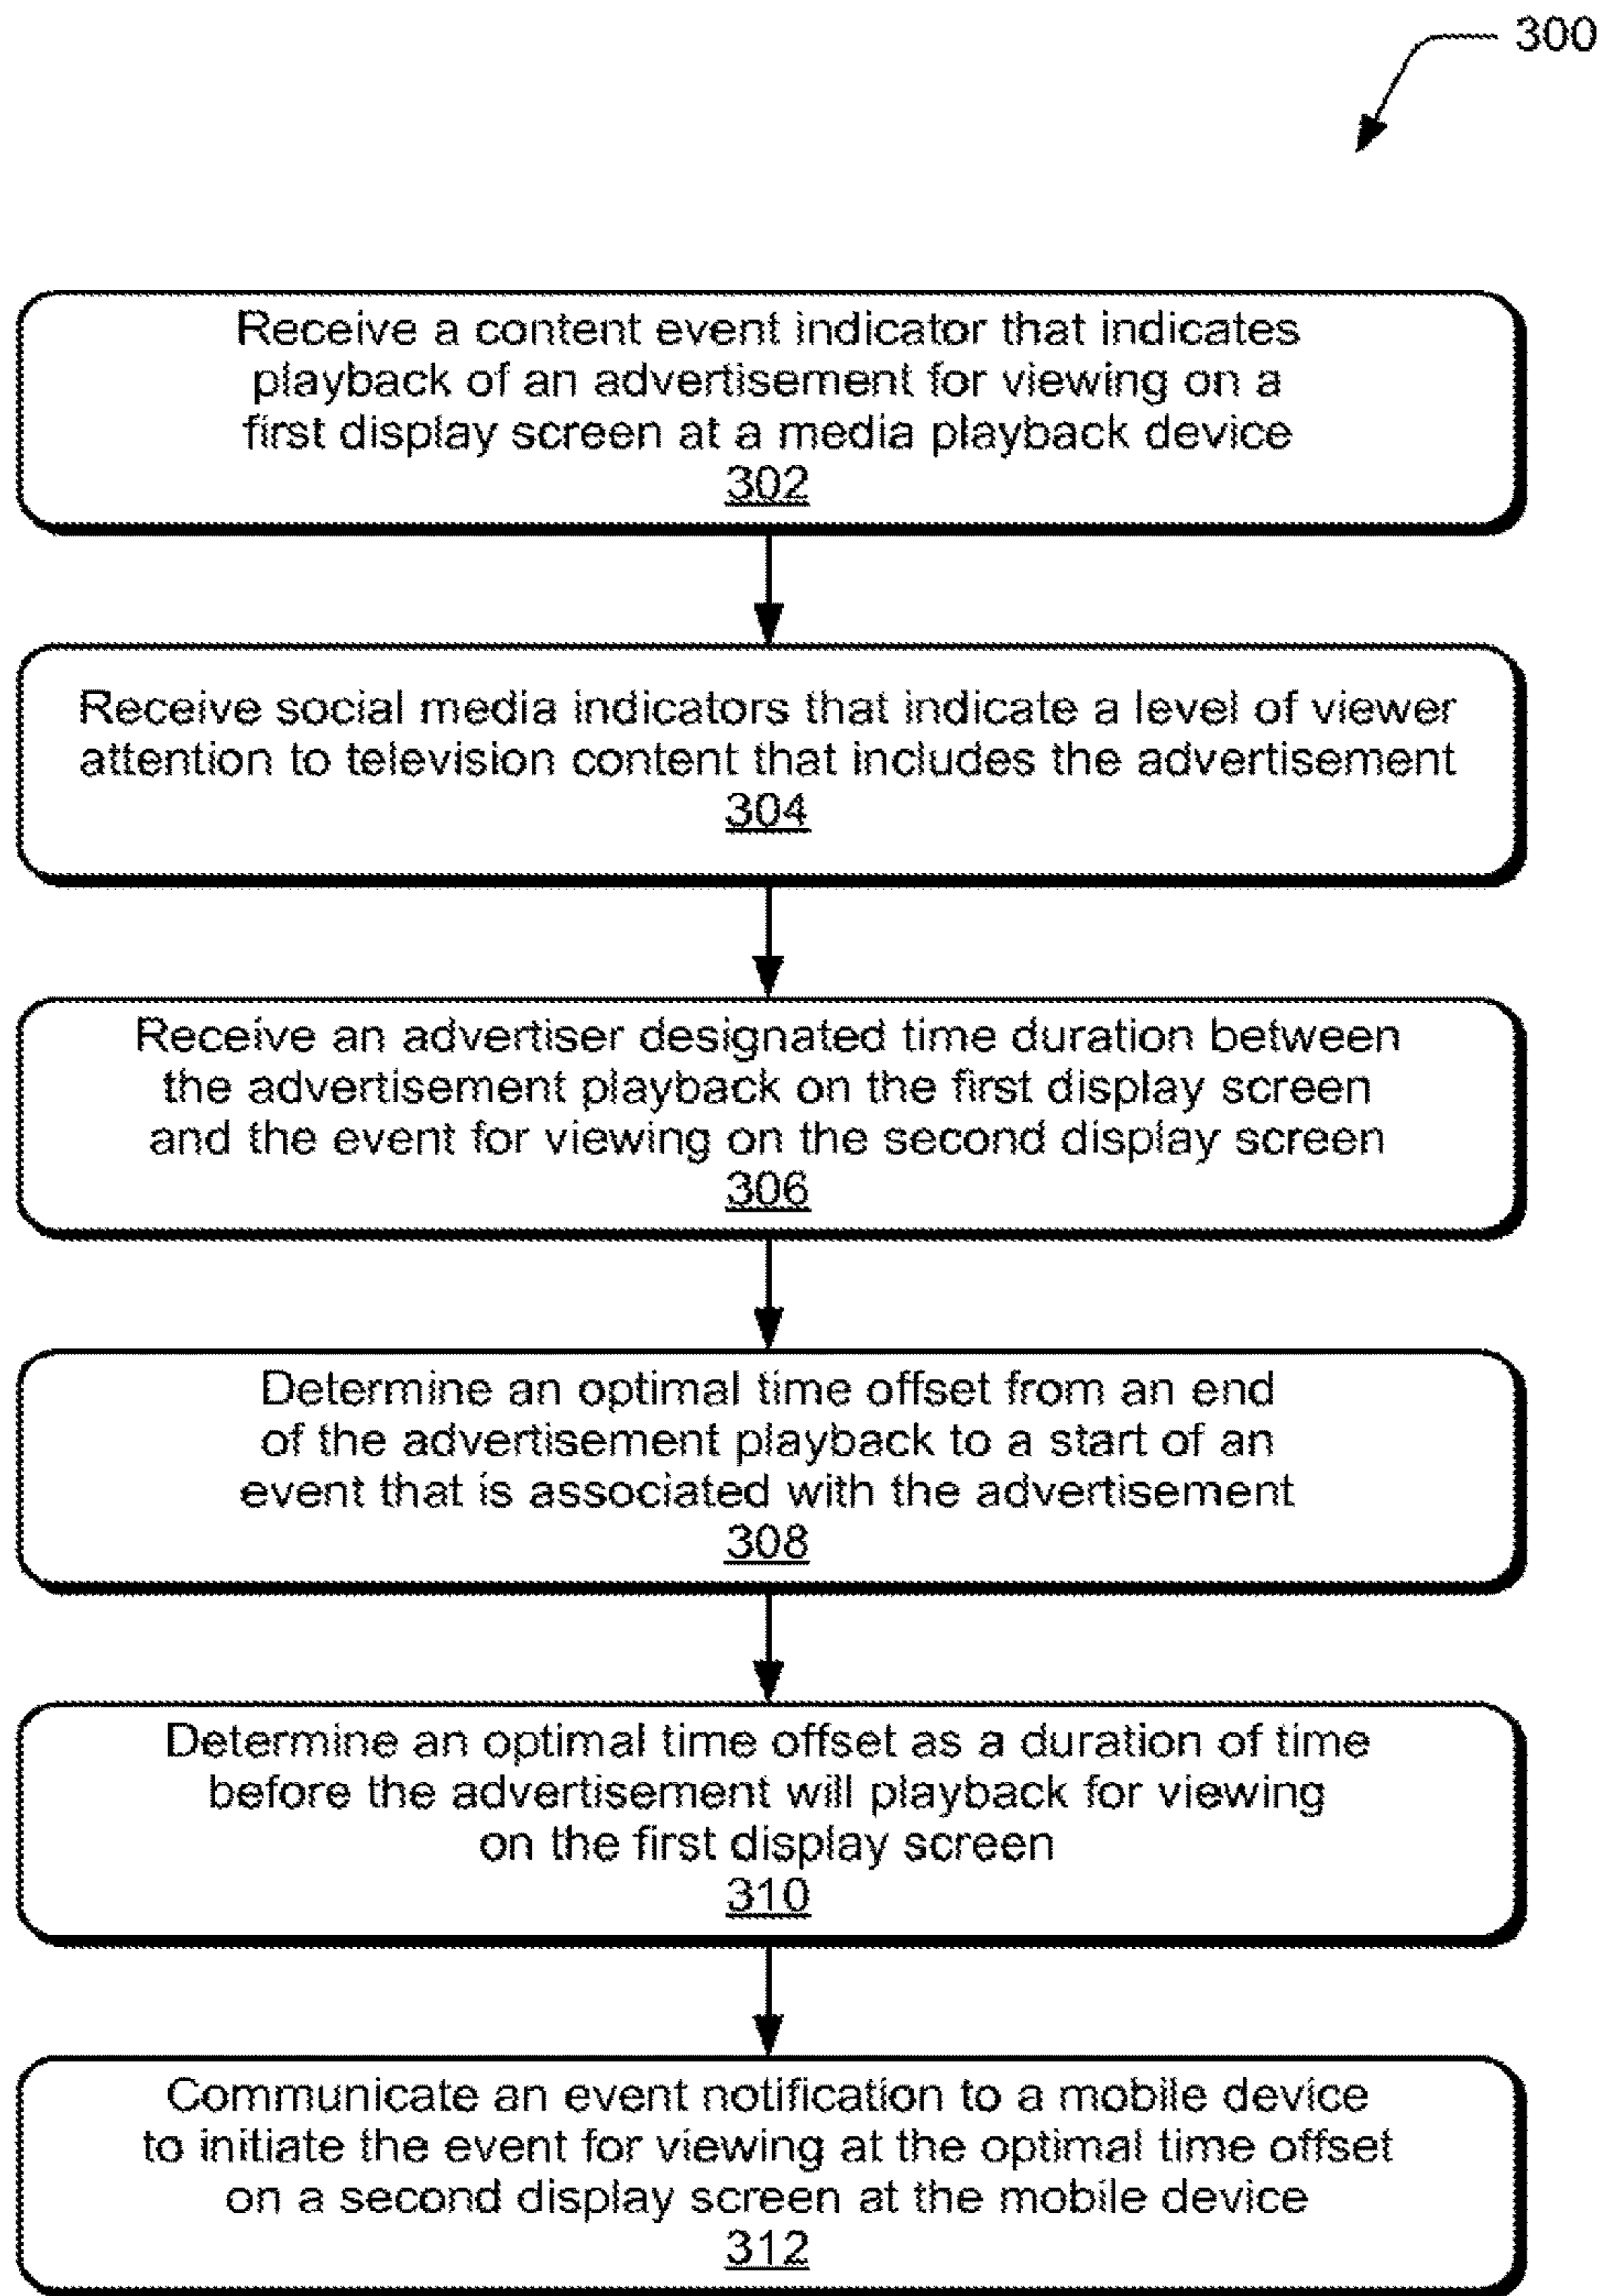 300
Receive a content event indicator that indicates
playback of an advertisement for viewing on a
first display screen at a media playback device
302
Receive social media indicators that indicate a level of viewer
attention to television content that includes the advertisement
304
Receive an advertiser designated time duration between
the advertisement playback on the first display screen
and the event for viewing on the second display screen
306
Determine an optimal time offset from an end
of the advertisement playback to a start of an
event that is associated with the advertisement
308
Determine an optimal time offset as a duration of time
before the advertisement will playback for viewing
on the first display screen
310
Communicate an event notification to a mobile device
to initiate the event for viewing at the optimal time offset
on a second display screen at the mobile device
312